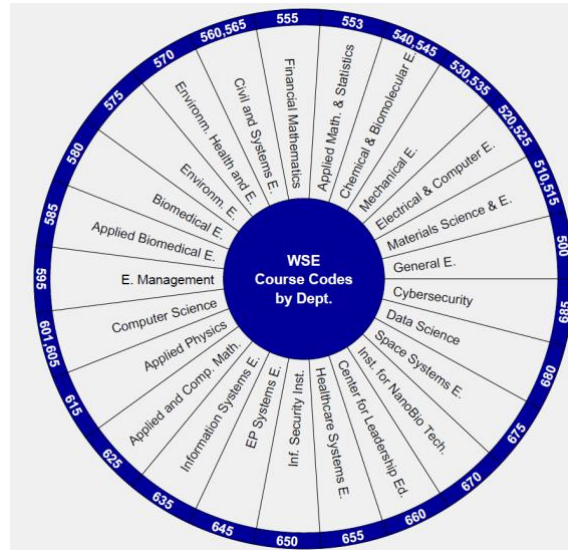 WSE
Course Codes
by Dept.
555
Financial Mathematics
553
Applied Math. & Statistics
540,545
Chemical & Biomolecular E.
530,535
Mechanical E.
520,525
Electrical & Computer E.
510,515
Materials Science & E.
500
General E.
685
Cybersecurity
680
Data Science
675
Space Systems E.
670
Inst. for NanoBio Tech.
660
Center for Leadership Ed.
655
Healthcare Systems E.
650
Inf. Security Inst.
645
EP Systems E.
635
Information Systems E.
625
Applied and Comp. Math.
615
Applied Physics
601,605
Computer Science
595
E. Management
585
Applied Biomedical E.
580
Biomedical E.
575
Environm. E.
570
Environm. Health and E.
560,565
Civil and Systems E.